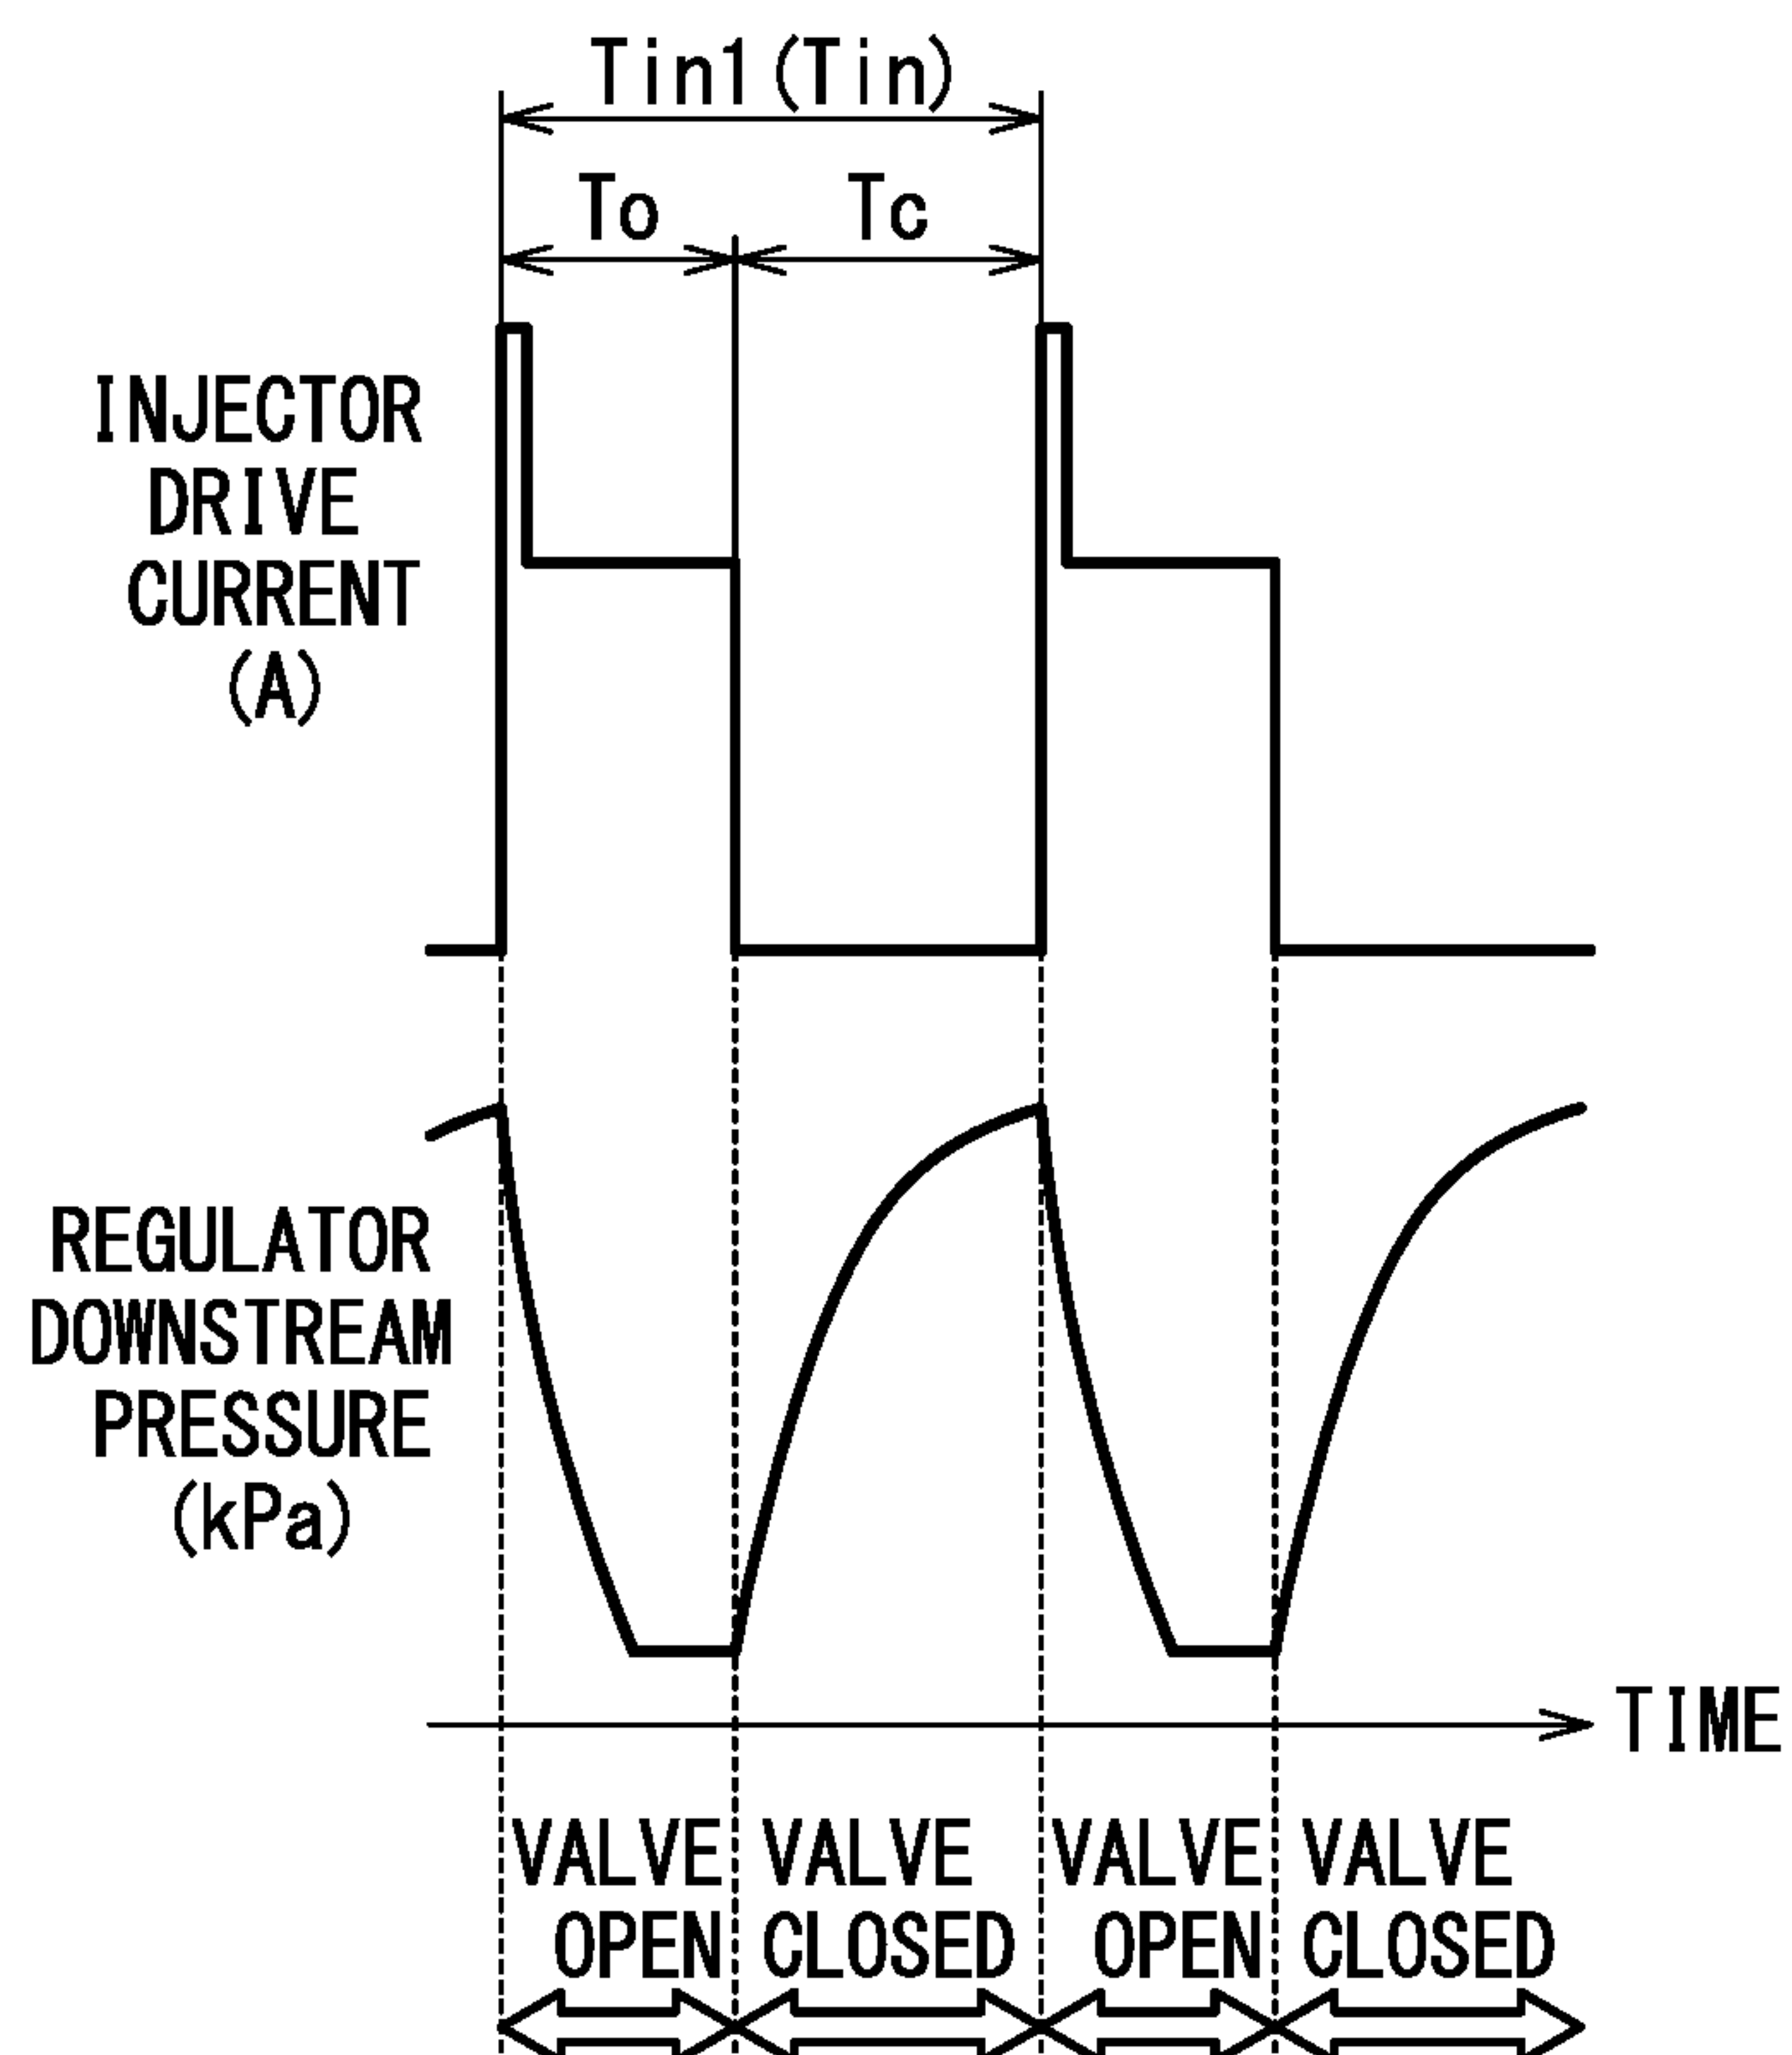 Tin1(Tin)
To
Tc
INJECTOR
DRIVE
CURRENT
(A)
REGULATOR
DOWNSTREAM
PRESSURE
(kPa)
TIME
VALVE OPEN
VALVE CLOSED
VALVE OPEN
VALVE CLOSED